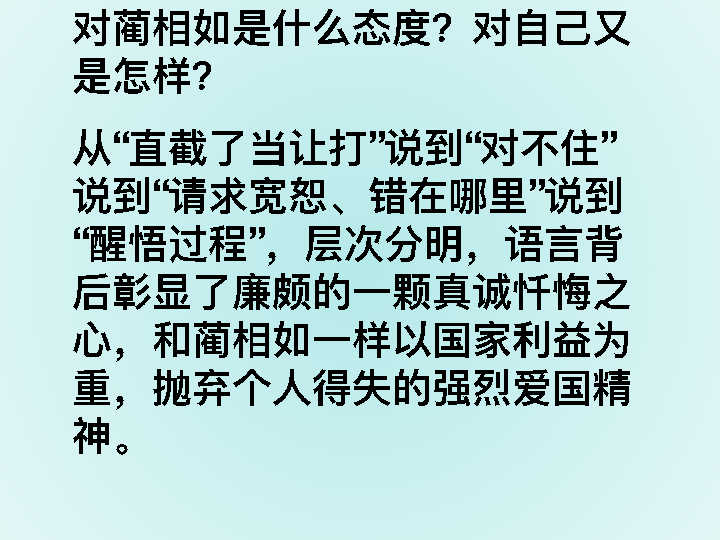 对蔺相如是什么态度？对自己又
是怎样？
从“直截了当让打”说到“对不住”
说到“请求宽恕、错在哪里”说到
“醒悟过程”，层次分明，语言背
后彰显了廉颇的一颗真诚忏悔之
心，和蔺相如一样以国家利益为
重，抛弃个人得失的强烈爱国精
神。